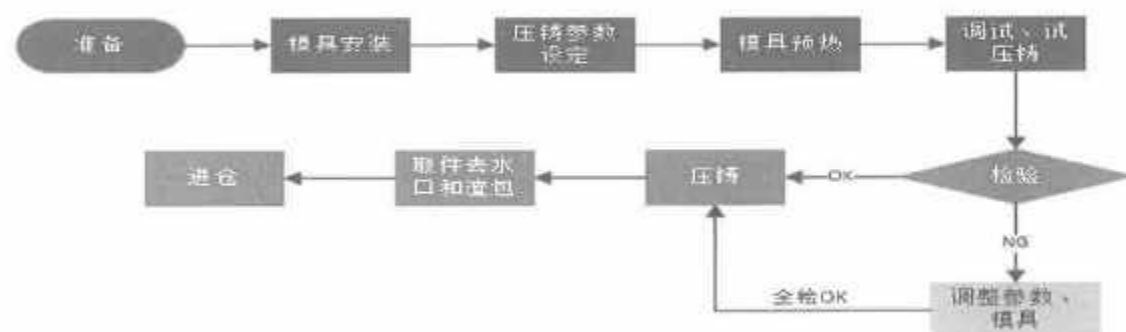 准备
模具安装
压铸参数
设定
模具预热
调试、试
压铸
进仓
取件去水
口和渣包
压铸
OK
检验
NG
全检OK
调整参数、
模具